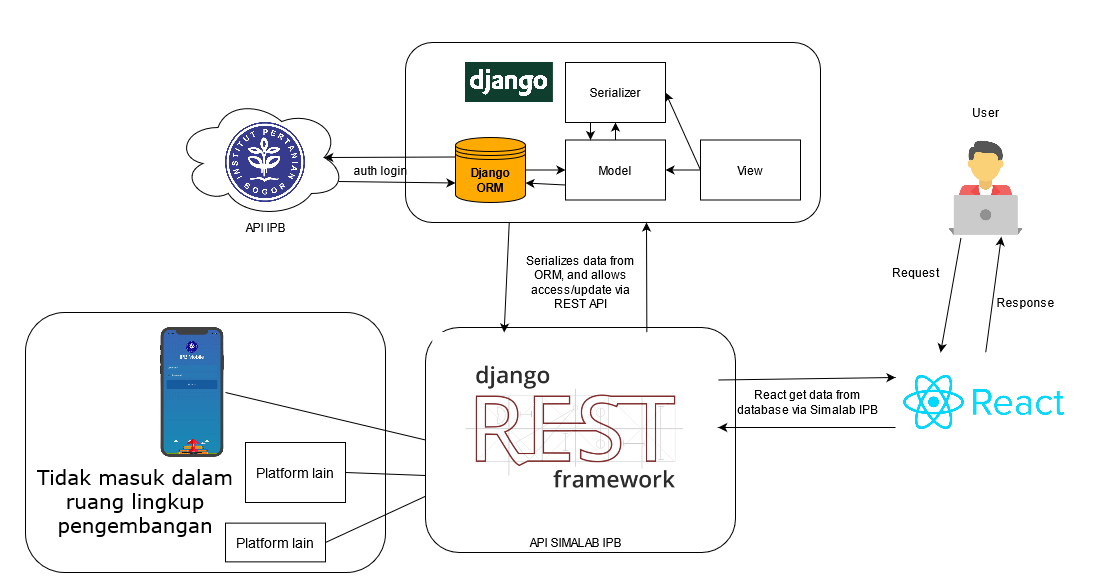 django
Serializer
Model
View
Django
ORM
INSTITUT PERTANIAN
BOGOR
auth login
API IPB
User
Serializes data from
ORM, and allows
access/update via
REST API
Request
Response
IPB Mobile
Tidak masuk dalam
ruang lingkup
pengembangan
Platform lain
Platform lain
django
REST
framework
API SIMALAB IPB
React get data from
database via Simalab IPB
React